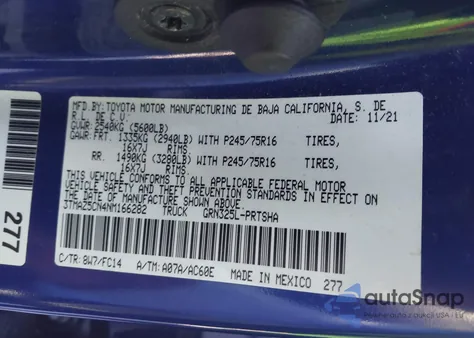 MFD.BY:TOYOTA MOTOR MANUFACTURING DE BAJA CALIFORNIA, S. DE
R.L. DE C.V. DATE: 11/21
GVWR: 2540KG (5600LB)
GAWR: FRT. 1335KG (2940LB) WITH P245/75R16 TIRES,
16X7J RIMS.
RR. 1490KG (3280LB) WITH P245/75R16 TIRES,
16X7J RIMS.
THIS VEHICLE CONFORMS TO ALL APPLICABLE FEDERAL MOTOR
VEHICLE SAFETY AND THEFT PREVENTION STANDARDS IN EFFECT ON
THE DATE OF MANUFACTURE SHOWN ABOVE.
3TMAZ5CN4NM166282 TRUCK GRN325L-PRTSHA
C/TR: 8W7/FC14 A/TM: A07A/AC60E MADE IN MEXICO 277
277
autoSnap